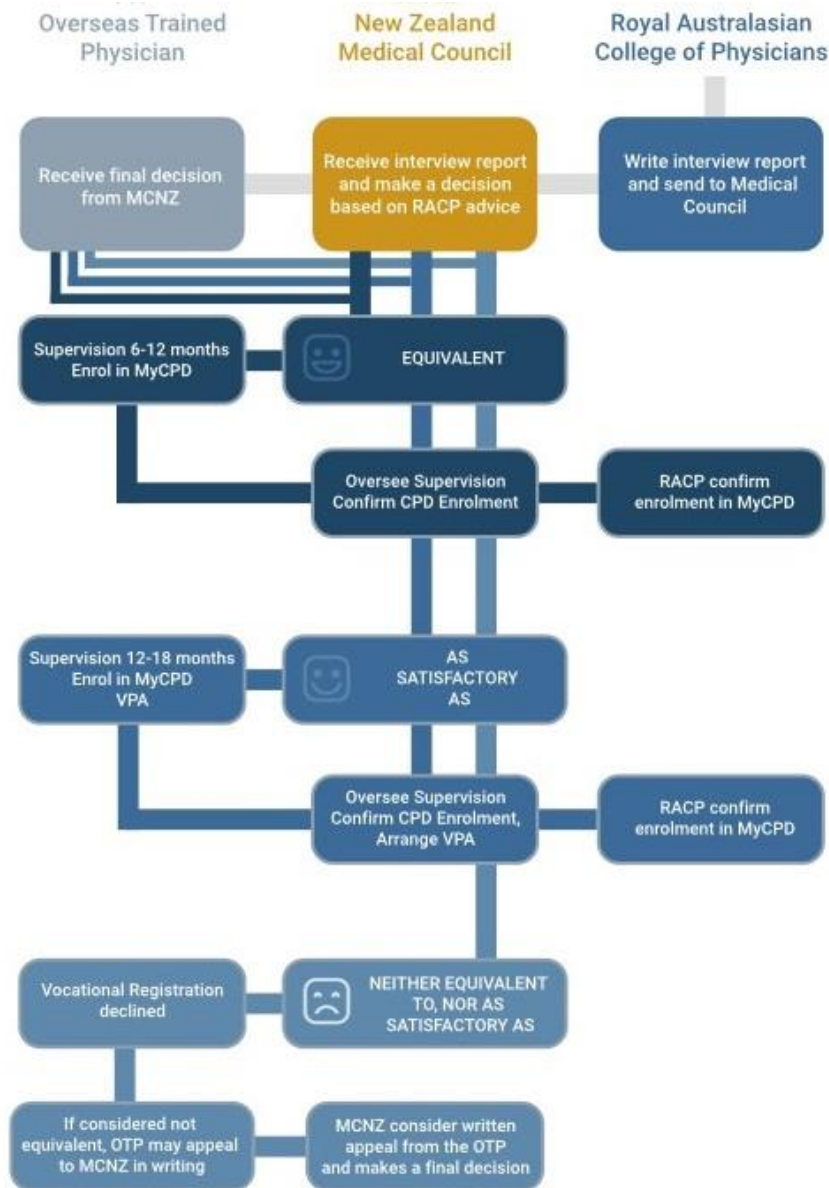 Overseas Trained
Physician
New Zealand
Medical Council
Royal Australasian
College of Physicians
Receive final decision
from MCNZ
Receive interview report
and make a decision
based on RACP advice
Write interview report
and send to Medical
Council
Supervision 6-12 months
Enrol in MyCPD
EQUIVALENT
Oversee Supervision
Confirm CPD Enrolment
RACP confirm
enrolment in MyCPD
Supervision 12-18 months
Enrol in MyCPD
VPA
AS
SATISFACTORY
AS
Oversee Supervision
Confirm CPD Enrolment,
Arrange VPA
RACP confirm
enrolment in MyCPD
Vocational Registration
declined
NEITHER EQUIVALENT
TO, NOR AS
SATISFACTORY AS
If considered not
equivalent, OTP may appeal
to MCNZ in writing
MCNZ consider written
appeal from the OTP
and makes a final decision